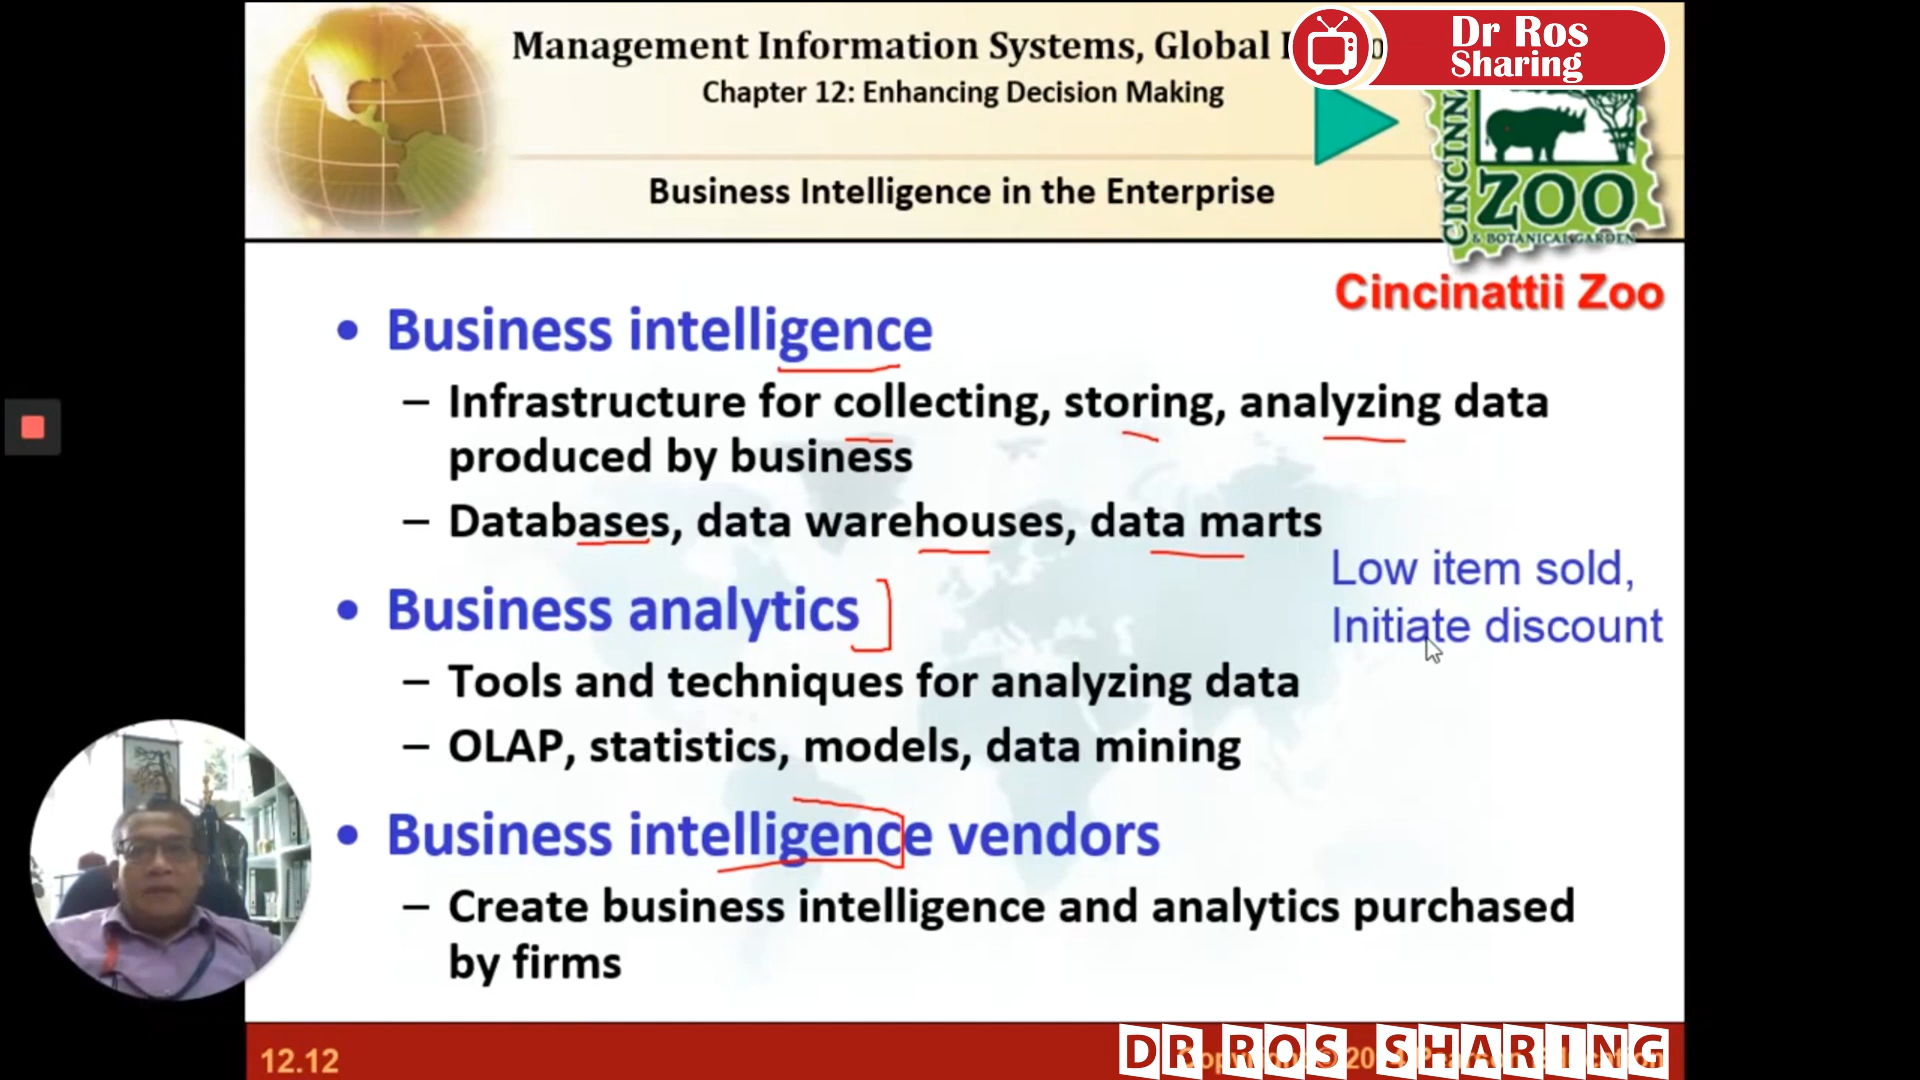 Management Information Systems, Global
Dr Ros
Sharing
Chapter 12: Enhancing Decision Making
Business Intelligence in the Enterprise
ZOO
& BOTANICAL GARDEN
Cincinattii Zoo
• Business intelligence
– Infrastructure for collecting, storing, analyzing data
produced by business
– Databases, data warehouses, data marts
Low item sold,
Initiate discount
• Business analytics
– Tools and techniques for analyzing data
– OLAP, statistics, models, data mining
• Business intelligence vendors
– Create business intelligence and analytics purchased
by firms
12.12
DR ROS SHARING